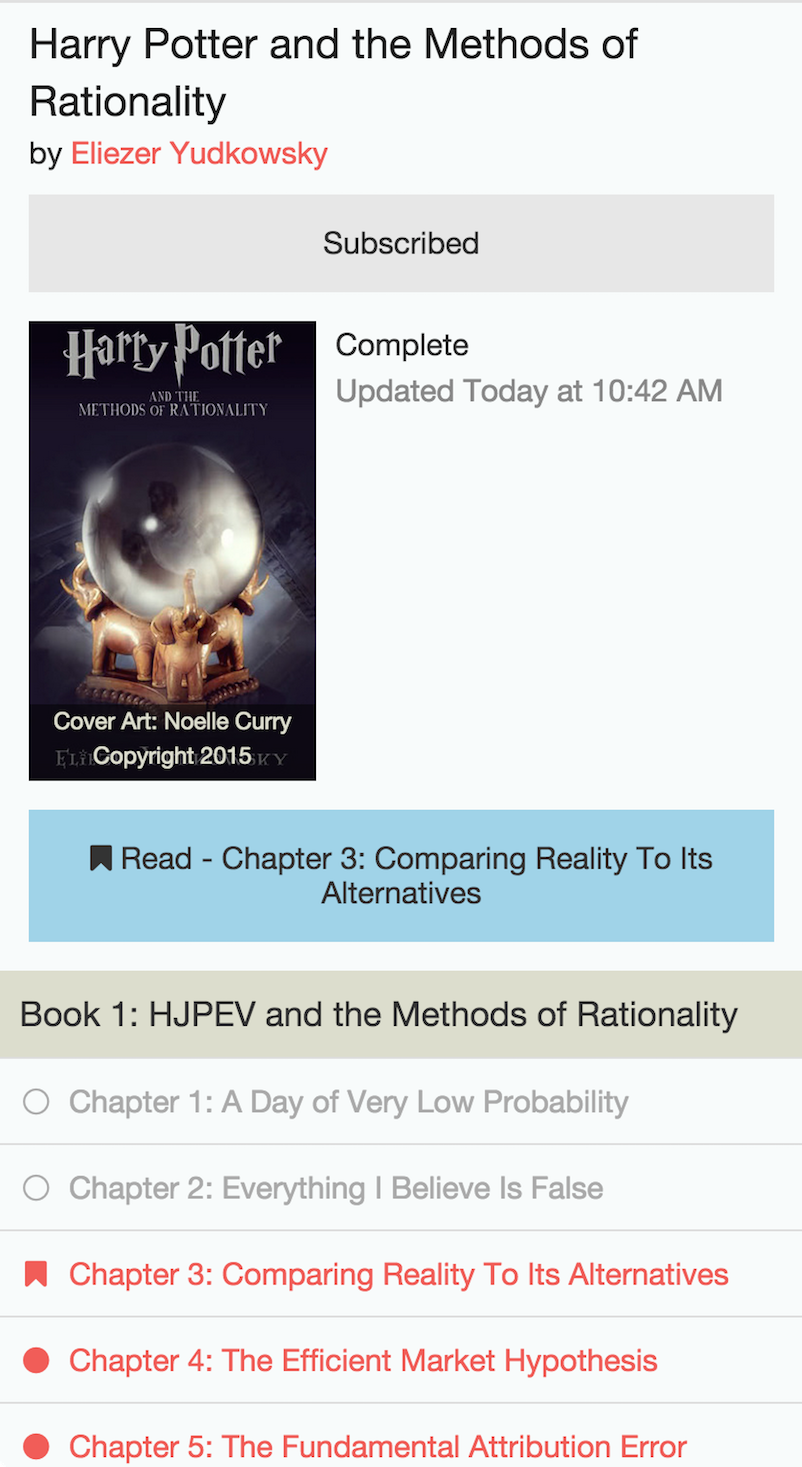 Harry Potter and the Methods of
Rationality
by Eliezer Yudkowsky
Subscribed
Harry Potter
AND THE
METHODS OF RATIONALITY
Cover Art: Noelle Curry
Copyright 2015
Complete
Updated Today at 10:42 AM
Read - Chapter 3: Comparing Reality To Its
Alternatives
Book 1: HJPEV and the Methods of Rationality
Chapter 1: A Day of Very Low Probability
Chapter 2: Everything I Believe Is False
Chapter 3: Comparing Reality To Its Alternatives
Chapter 4: The Efficient Market Hypothesis
Chapter 5: The Fundamental Attribution Error